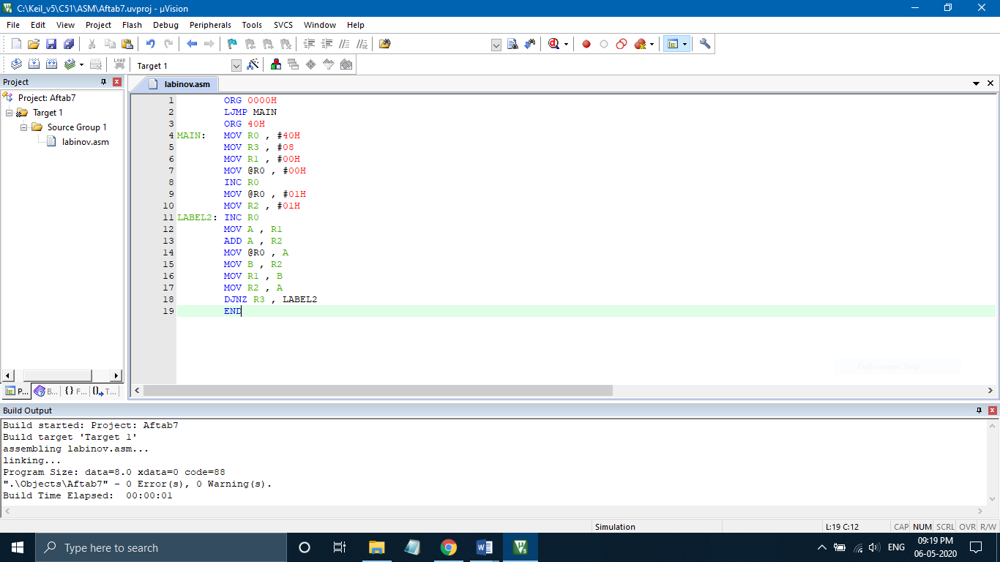 C:\Keil_v5\C51\ASM\Aftab7.uvproj - µVision
File Edit View Project Flash Debug Peripherals Tools SVCS Window Help
LOAD
Target 1
Project
Project: Aftab7
Target 1
Source Group 1
labinov.asm
P... B... {} F... 0 T...
labinov.asm
1 ORG 0000H
2 LJMP MAIN
3 ORG 40H
4 MAIN: MOV R0 , #40H
5 MOV R3 , #08
6 MOV R1 , #00H
7 MOV @R0 , #00H
8 INC R0
9 MOV @R0 , #01H
10 MOV R2 , #01H
11 LABEL2: INC R0
12 MOV A , R1
13 ADD A , R2
14 MOV @R0 , A
15 MOV B , R2
16 MOV R1 , B
17 MOV R2 , A
18 DJNZ R3 , LABEL2
19 END
Full-screen Snip
Build Output
Build started: Project: Aftab7
Build target 'Target 1'
assembling labinov.asm...
linking...
Program Size: data=8.0 xdata=0 code=88
".\Objects\Aftab7" - 0 Error(s), 0 Warning(s).
Build Time Elapsed:  00:00:01
Simulation L:19 C:12 CAP NUM SCRL OVR R/W
Type here to search
ENG
09:19 PM
06-05-2020